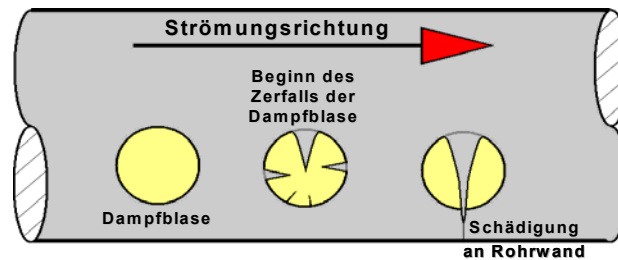 Strömungsrichtung
Beginn des
Zerfalls der
Dampfblase
Dampfblase
Schädigung
an Rohrwand